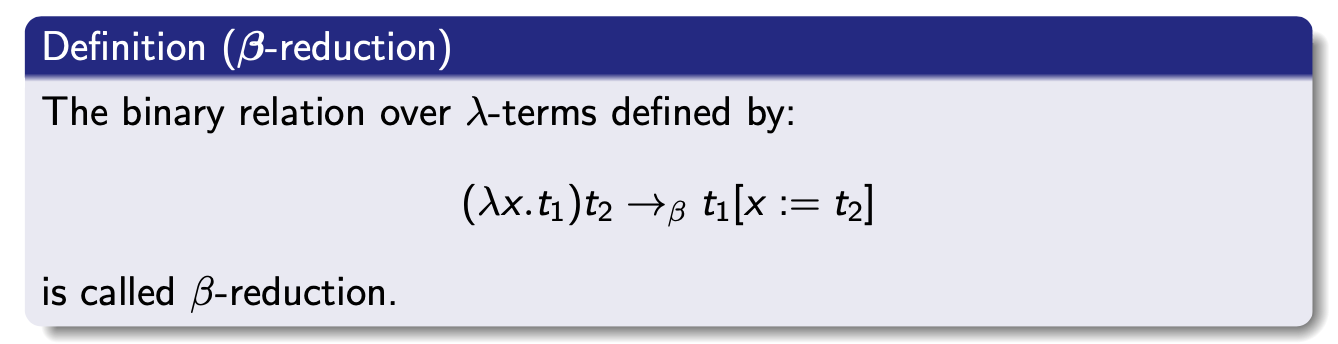 Definition (β-reduction)
The binary relation over λ-terms defined by:
(λx.t₁)t₂ →ᵦ t₁[x := t₂]
is called β-reduction.